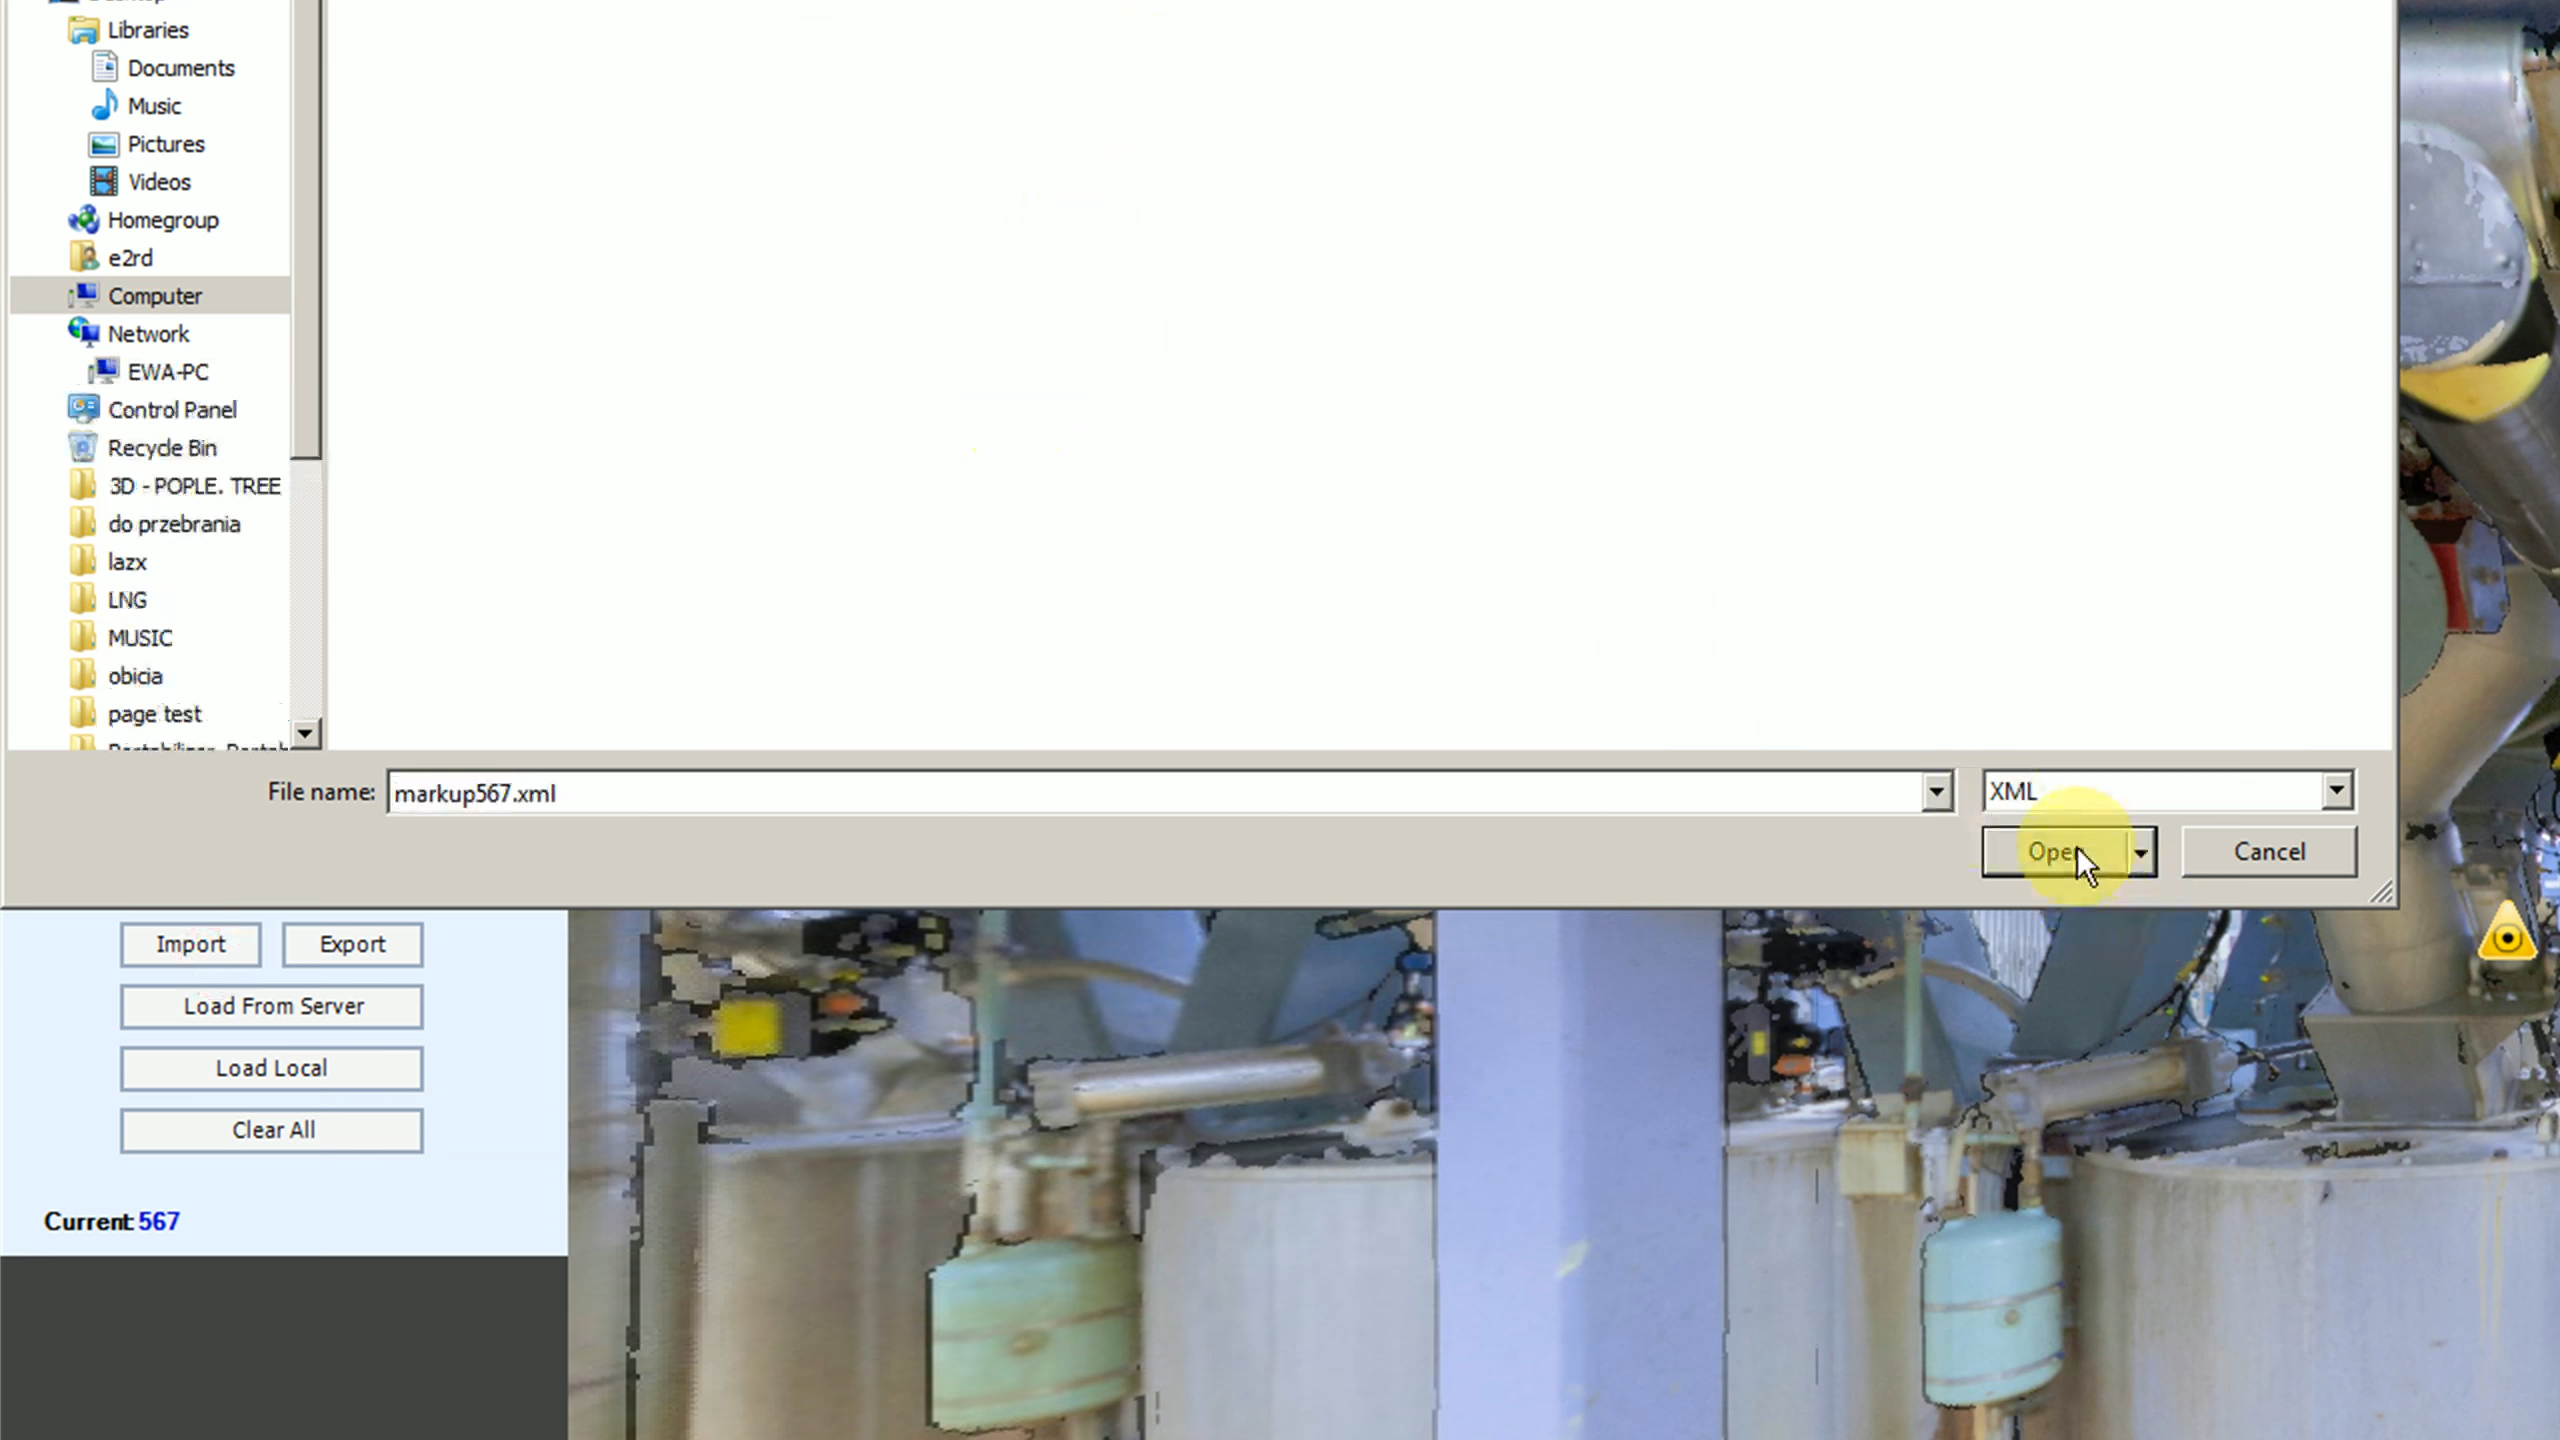 Libraries
Documents
Music
Pictures
Videos
Homegroup
e2rd
Computer
Network
EWA-PC
Control Panel
Recycle Bin
3D - POPLE. TREE
do przebrania
lazx
LNG
MUSIC
obicia
page test
File name: markup567.xml XML
Open Cancel
Import Export
Load From Server
Load Local
Clear All
Current: 567